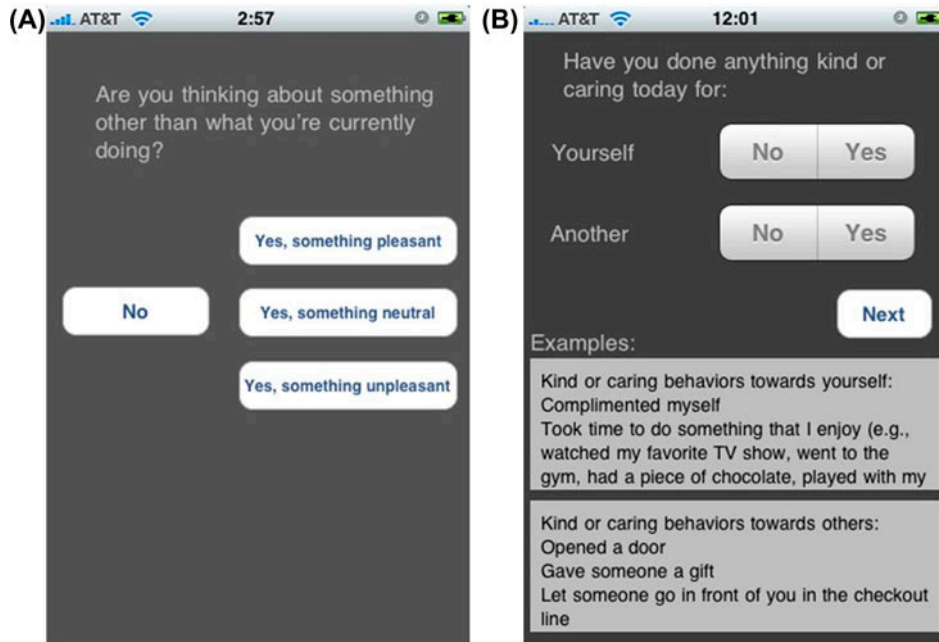 (A)
AT&T 2:57
Are you thinking about something
other than what you're currently
doing?
Yes, something pleasant
No
Yes, something neutral
Yes, something unpleasant
(B)
AT&T 12:01
Have you done anything kind or
caring today for:
Yourself No Yes
Another No Yes
Next
Examples:
Kind or caring behaviors towards yourself:
Complimented myself
Took time to do something that I enjoy (e.g.,
watched my favorite TV show, went to the
gym, had a piece of chocolate, played with my
Kind or caring behaviors towards others:
Opened a door
Gave someone a gift
Let someone go in front of you in the checkout
line